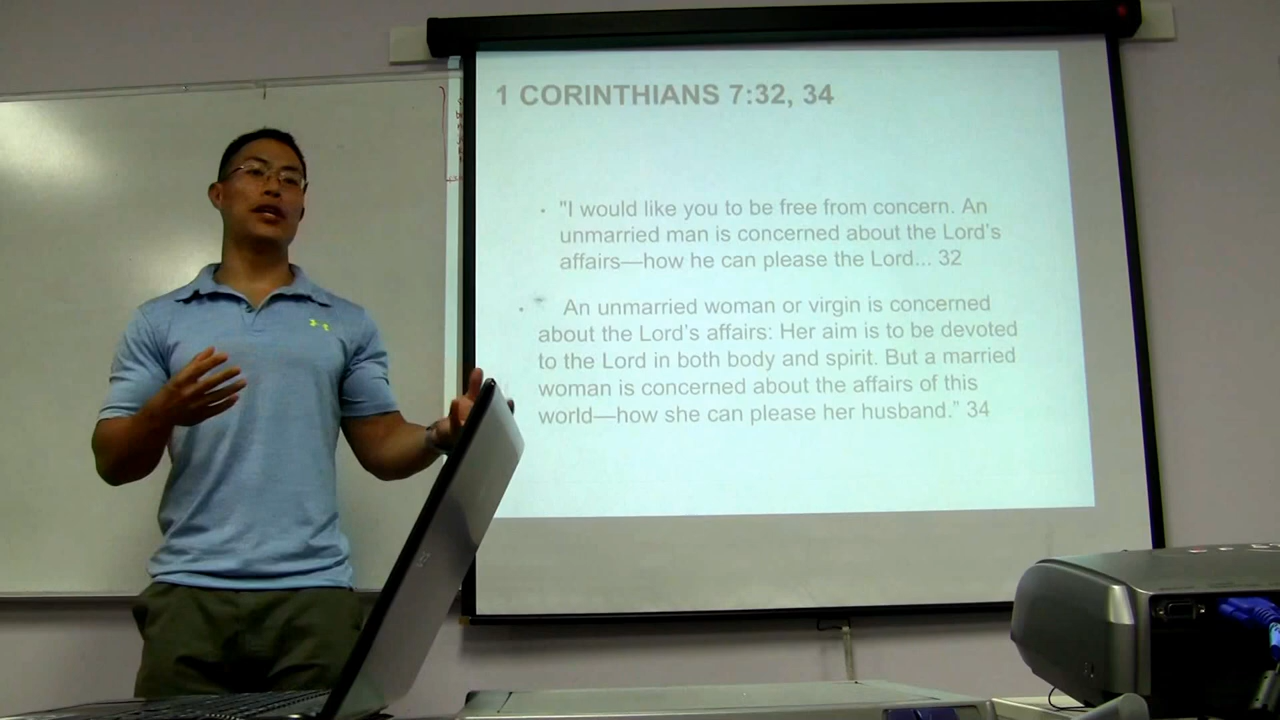 1 CORINTHIANS 7:32, 34
· "I would like you to be free from concern. An
unmarried man is concerned about the Lord's
affairs—how he can please the Lord... 32
· An unmarried woman or virgin is concerned
about the Lord's affairs: Her aim is to be devoted
to the Lord in both body and spirit. But a married
woman is concerned about the affairs of this
world—how she can please her husband." 34